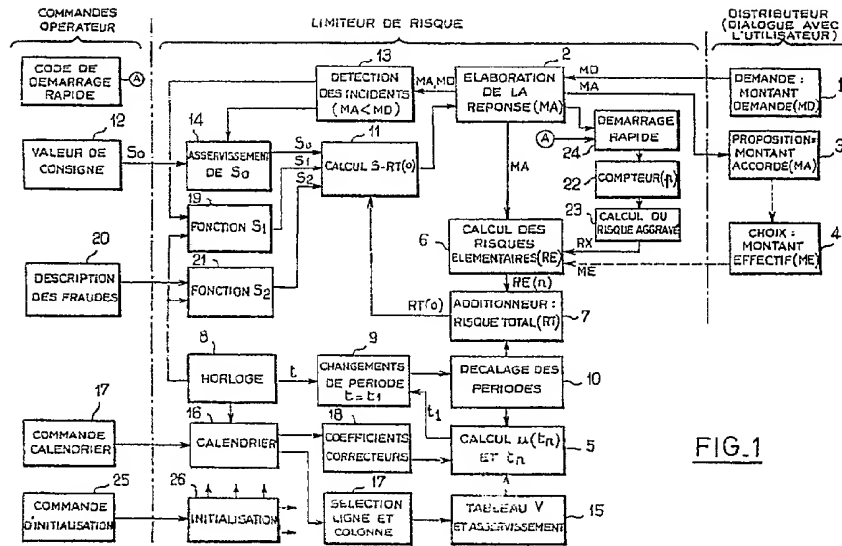 COMMANDES
OPERATEUR
LIMITEUR DE RISQUE
DISTRIBUTEUR
(DIALOGUE AVEC
L'UTILISATEUR)
CODE DE
DEMARRAGE
RAPIDE
A
12
VALEUR DE
CONSIGNE
So
20
DESCRIPTION
DES FRAUDES
17
COMMANDE
CALENDRIER
25
COMMANDE
D'INITIALISATION
13
DETECTION
DES INCIDENTS
(MA<MD)
MA,MD
14
ASSERVISSEMENT
DE So
So
S1
S2
11
CALCUL S-RT(o)
19
FONCTION S1
21
FONCTION S2
RT(o)
8
HORLOGE
t
9
CHANGEMENTS
DE PERIODE
t=t1
t1
16
CALENDRIER
18
COEFFICIENTS
CORRECTEURS
26
INITIALISATION
17
SELECTION
LIGNE ET
COLONNE
2
ELABORATION
DE LA
REPONSE (MA)
MD
MA
MA
A
DEMARRAGE
RAPIDE
24
COMPTEUR(p)
22
CALCUL DU
RISQUE AGGRAVE
23
6
CALCUL DES
RISQUES
ELEMENTAIRES(RE)
RX
ME
RE(n)
ADDITIONNEUR:
RISQUE TOTAL(RT)
7
DECALAGE DES
PERIODES
10
CALCUL µ(tn)
ET tn
5
TABLEAU V
ET ASSERVISSEMENT
15
DEMANDE :
MONTANT
DEMANDE(MD)
1
PROPOSITION:
MONTANT
ACCORDE(MA)
3
CHOIX :
MONTANT
EFFECTIF(ME)
4
FIG_1